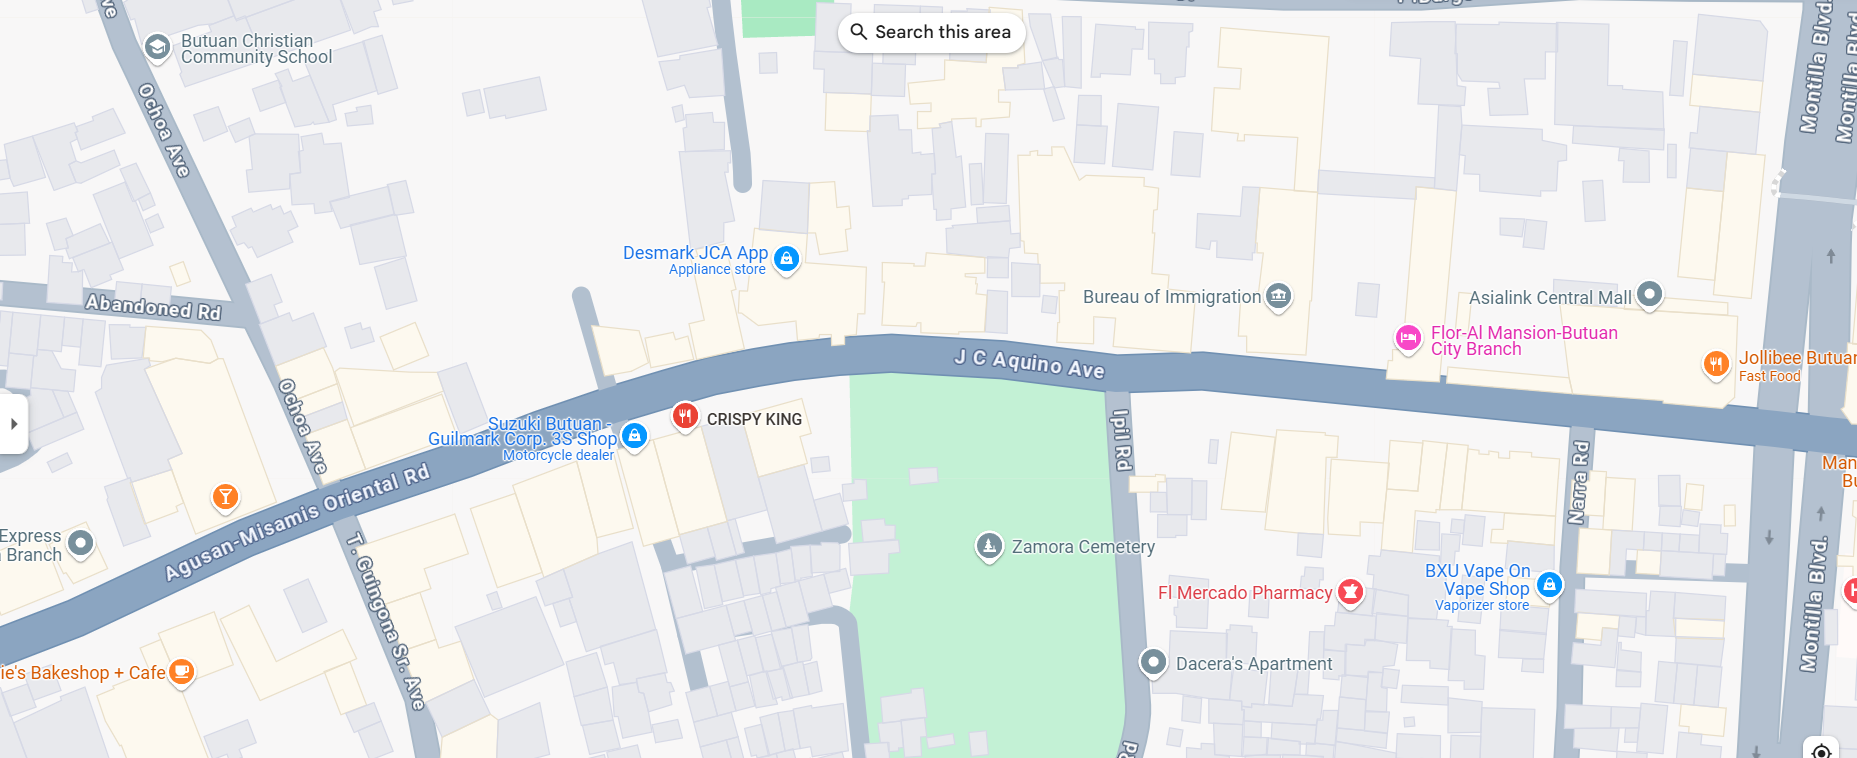 Search this area
Butuan Christian
Community School
Ochoa Ave
Montilla Blvd.
Desmark JCA App
Appliance store
Bureau of Immigration
Asialink Central Mall
Abandoned Rd
Flor-Al Mansion-Butuan
City Branch
Jollibee Butuan
Fast Food
J C Aquino Ave
Ochoa Ave
Suzuki Butuan -
Guilmark Corp. 3S Shop
Motorcycle dealer
CRISPY KING
Ipil Rd
Narra Rd
Agusan-Misamis Oriental Rd
Express
Branch
T. Guingona Sr. Ave
Zamora Cemetery
Fl Mercado Pharmacy
BXU Vape On
Vape Shop
Vaporizer store
Montilla Blvd.
ie's Bakeshop + Cafe
Dacera's Apartment
Rd